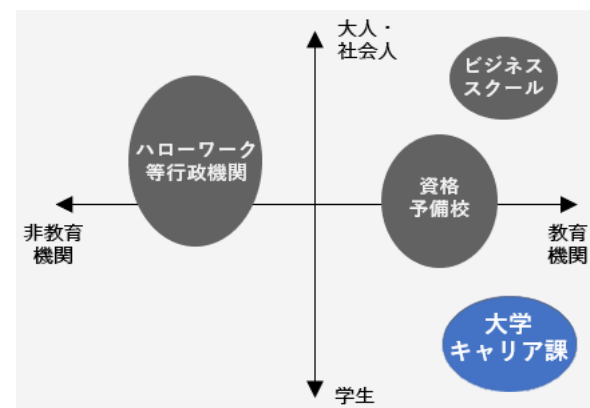 大人・
社会人
ビジネス
スクール
ハローワーク
等行政機関
資格
予備校
非教育
機関
教育
機関
大学
キャリア課
学生